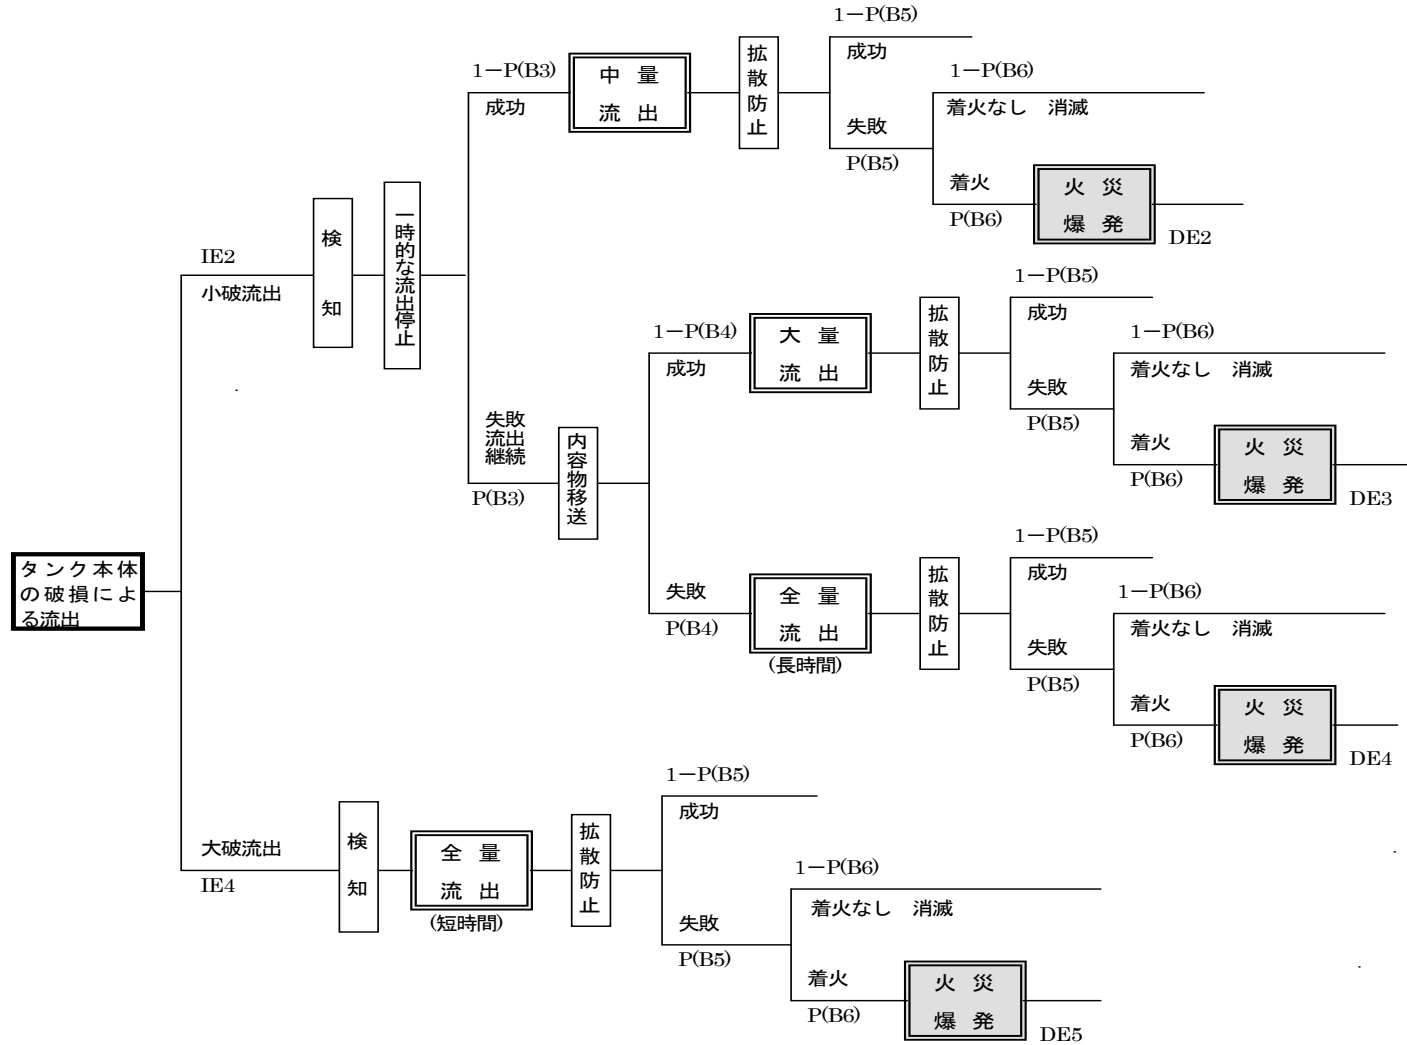 1－P(B5)
成功
拡散防止
1－P(B3)
成功
中 量
流 出
1－P(B6)
着火なし 消滅
失敗
P(B5)
着火
P(B6)
火 災
爆 発
DE2
IE2
小破流出
検知
一時的な流出停止
1－P(B5)
成功
拡散防止
1－P(B4)
成功
大 量
流 出
1－P(B6)
着火なし 消滅
失敗
P(B5)
着火
P(B6)
火 災
爆 発
DE3
失敗
流出
継続
P(B3)
内容物移送
1－P(B5)
成功
拡散防止
失敗
P(B4)
全 量
流 出
(長時間)
1－P(B6)
着火なし 消滅
失敗
P(B5)
着火
P(B6)
火 災
爆 発
DE4
タンク本体
の破損によ
る流出
1－P(B5)
成功
大破流出
IE4
検知
全 量
流 出
(短時間)
拡散防止
1－P(B6)
着火なし 消滅
失敗
P(B5)
着火
P(B6)
火 災
爆 発
DE5